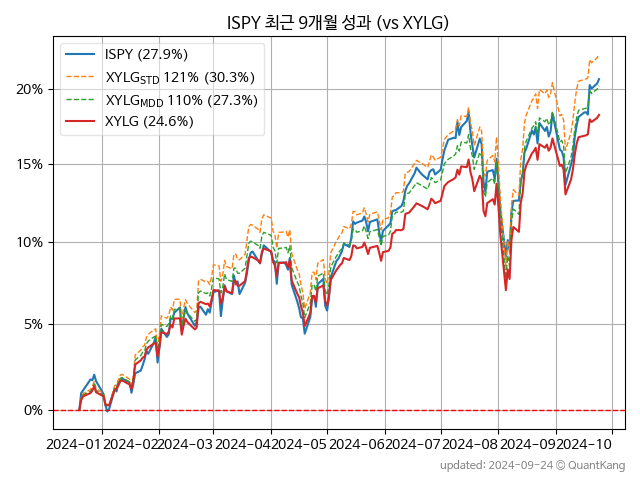 ISPY 최근 9개월 성과 (vs XYLG)
ISPY (27.9%)
XYLGSTD 121% (30.3%)
XYLGMDD 110% (27.3%)
XYLG (24.6%)
20%
15%
10%
5%
0%
2024-01 2024-02 2024-03 2024-04 2024-05 2024-06 2024-07 2024-08 2024-09 2024-10
updated: 2024-09-24 ⓒ QuantKang